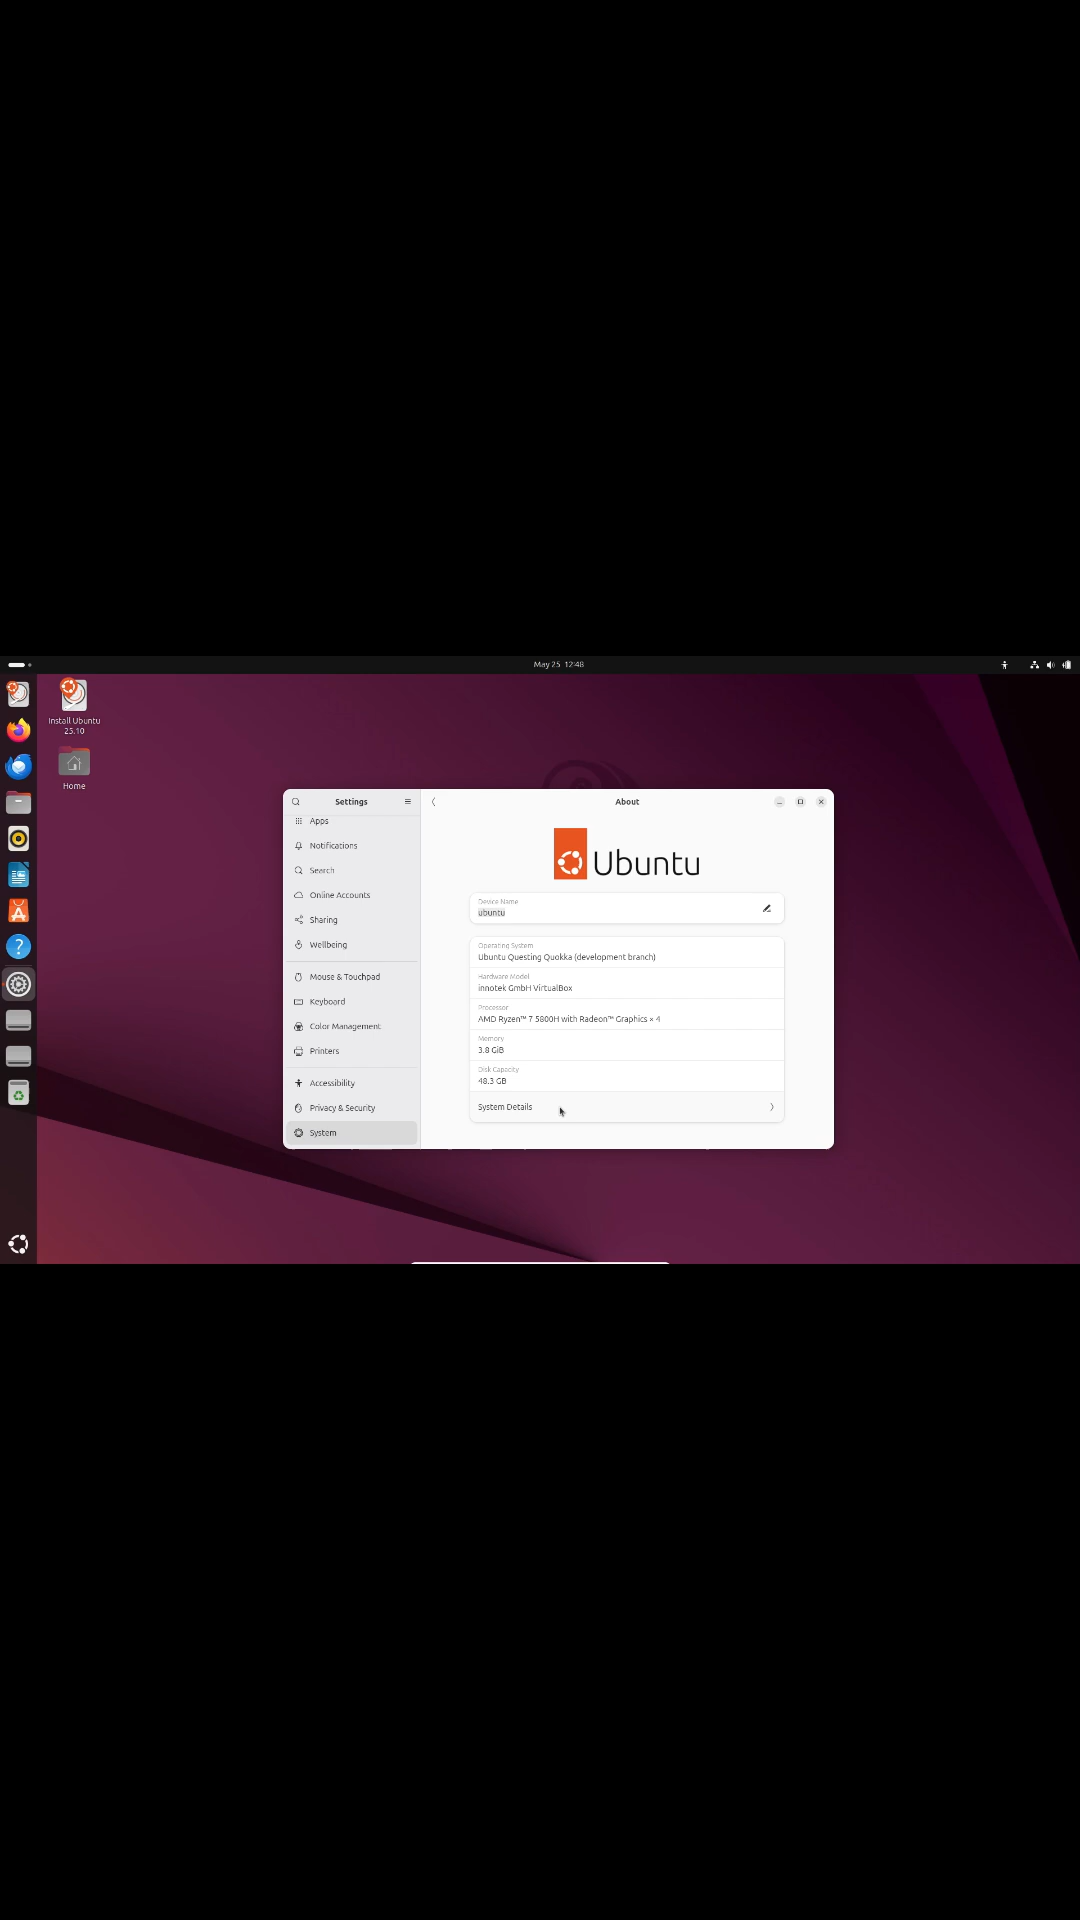 May 25 12:48
Install Ubuntu
25.10
Home
Settings
Apps
Notifications
Search
Online Accounts
Sharing
Wellbeing
Mouse & Touchpad
Keyboard
Color Management
Printers
Accessibility
Privacy & Security
System
About
Ubuntu
Device Name
ubuntu
Operating System
Ubuntu Questing Quokka (development branch)
Hardware Model
innotek GmbH VirtualBox
Processor
AMD Ryzen™ 7 5800H with Radeon™ Graphics × 4
Memory
3.8 GiB
Disk Capacity
48.3 GB
System Details